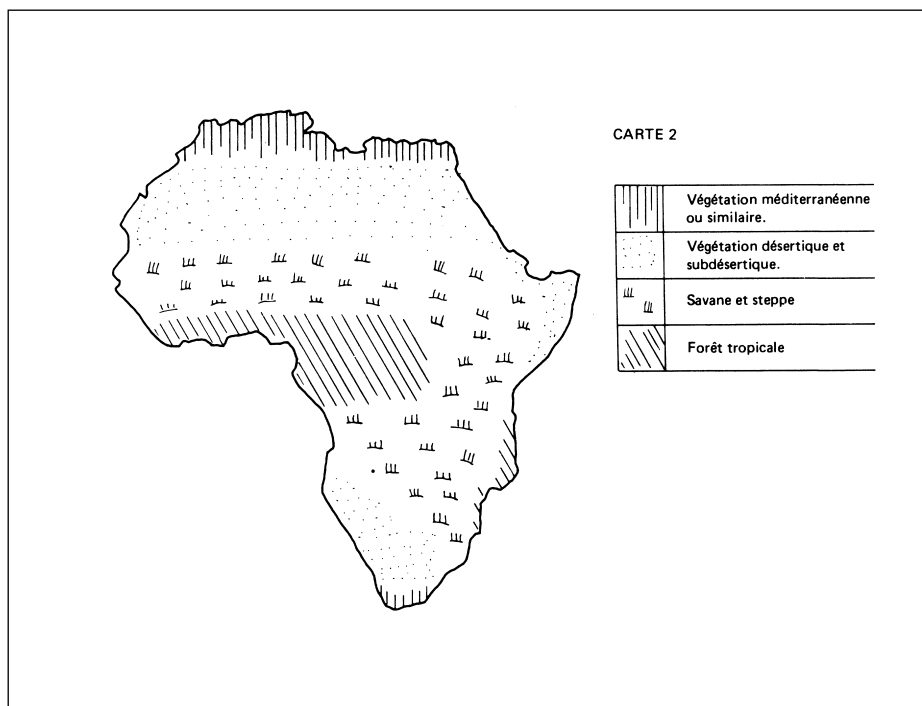 CARTE 2
Végétation méditerranéenne
ou similaire.
Végétation désertique et
subdésertique.
Savane et steppe
Forêt tropicale